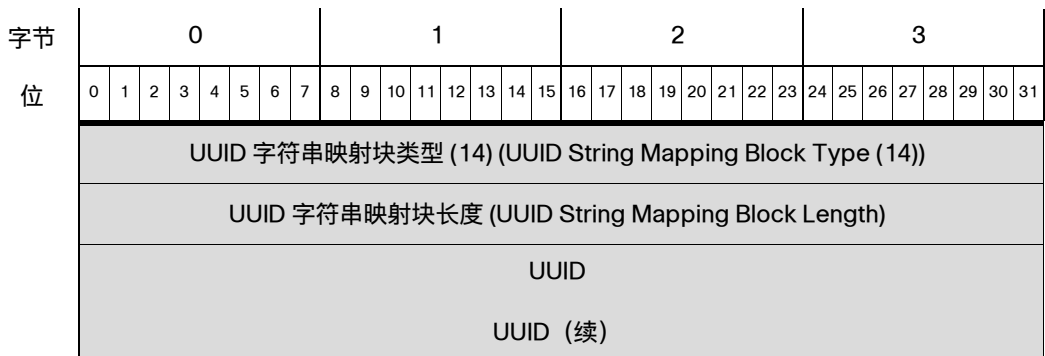 字节 0 1 2 3
位 0 1 2 3 4 5 6 7 8 9 10 11 12 13 14 15 16 17 18 19 20 21 22 23 24 25 26 27 28 29 30 31
UUID 字符串映射块类型 (14) (UUID String Mapping Block Type (14))
UUID 字符串映射块长度 (UUID String Mapping Block Length)
UUID
UUID（续）